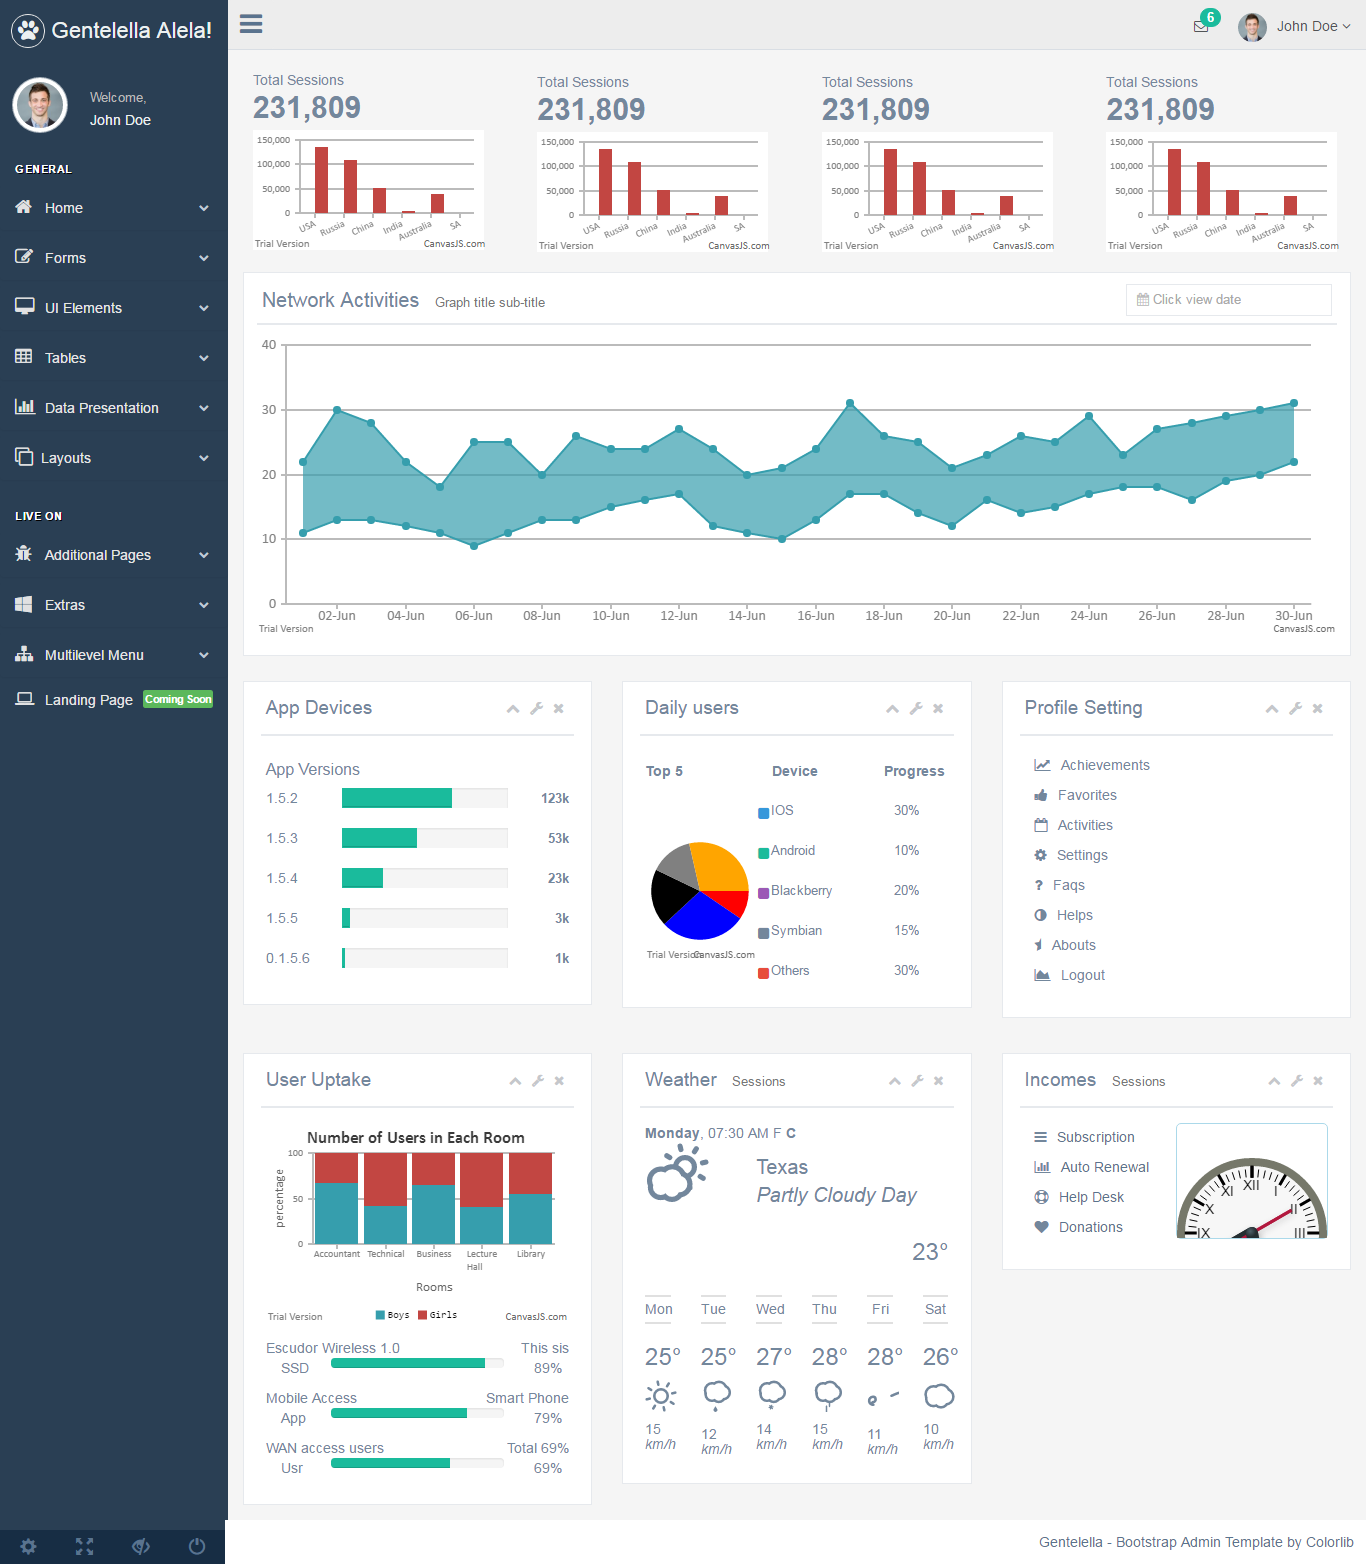 Gentelella Alela!
6
John Doe
Welcome,
John Doe
GENERAL
Home
Forms
UI Elements
Tables
Data Presentation
Layouts
LIVE ON
Additional Pages
Extras
Multilevel Menu
Landing Page Coming Soon
Total Sessions
231,809
150,000
100,000
50,000
0
USA Russia China India Australia SA
Trial Version CanvasJS.com
Total Sessions
231,809
150,000
100,000
50,000
0
USA Russia China India Australia SA
Trial Version CanvasJS.com
Total Sessions
231,809
150,000
100,000
50,000
0
USA Russia China India Australia SA
Trial Version CanvasJS.com
Total Sessions
231,809
150,000
100,000
50,000
0
USA Russia China India Australia SA
Trial Version CanvasJS.com
Network Activities Graph title sub-title
Click view date
40
30
20
10
0
02-Jun 04-Jun 06-Jun 08-Jun 10-Jun 12-Jun 14-Jun 16-Jun 18-Jun 20-Jun 22-Jun 24-Jun 26-Jun 28-Jun 30-Jun
Trial Version CanvasJS.com
App Devices
App Versions
1.5.2 123k
1.5.3 53k
1.5.4 23k
1.5.5 3k
0.1.5.6 1k
Daily users
Top 5 Device Progress
IOS 30%
Android 10%
Blackberry 20%
Symbian 15%
Others 30%
Trial Version CanvasJS.com
Profile Setting
Achievements
Favorites
Activities
Settings
? Faqs
Helps
Abouts
Logout
User Uptake
Number of Users in Each Room
percentage
100
50
0
Accountant Technical Business Lecture Hall Library
Rooms
Boys Girls
Trial Version CanvasJS.com
Escudor Wireless 1.0 This sis
SSD 89%
Mobile Access Smart Phone
App 79%
WAN access users Total 69%
Usr 69%
Weather Sessions
Monday, 07:30 AM F C
Texas
Partly Cloudy Day
23°
Mon Tue Wed Thu Fri Sat
25° 25° 27° 28° 28° 26°
15 12 14 15 11 10
km/h km/h km/h km/h km/h km/h
Incomes Sessions
Subscription
Auto Renewal
Help Desk
Donations
IX X XI XII I II III
Gentelella - Bootstrap Admin Template by Colorlib